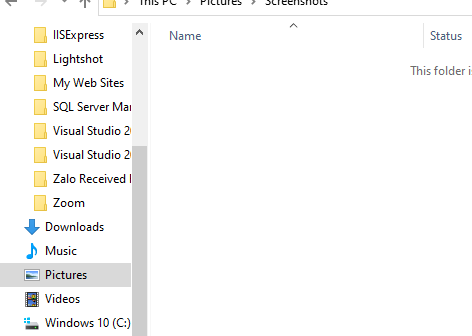 This PC Pictures Screenshots
Name Status
This folder is
IISExpress
Lightshot
My Web Sites
SQL Server Mar
Visual Studio 20
Visual Studio 20
Zalo Received
Zoom
Downloads
Music
Pictures
Videos
Windows 10 (C:)